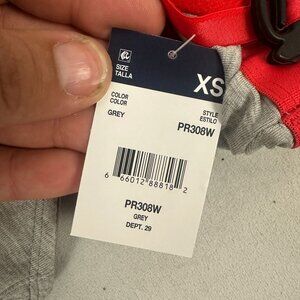 SIZE
TALLA
XS
COLOR
COLOR
STYLE
ESTILO
GREY
PR308W
6 66012 88818 2
PR308W
GREY
DEPT. 29